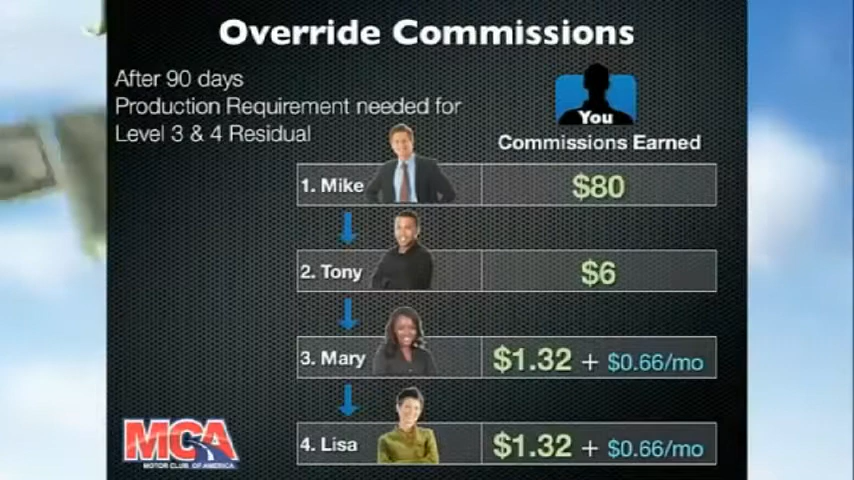 Override Commissions
After 90 days
Production Requirement needed for
Level 3 & 4 Residual
You
Commissions Earned
1. Mike $80
2. Tony $6
3. Mary $1.32 + $0.66/mo
4. Lisa $1.32 + $0.66/mo
MCA
MOTOR CLUB OF AMERICA